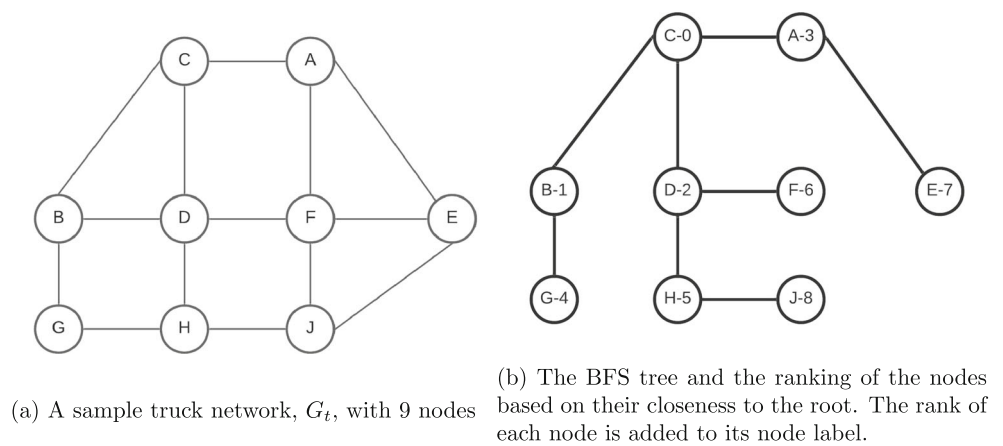 C
A
B
D
F
E
G
H
J
(a) A sample truck network, Gₜ, with 9 nodes
C-0
A-3
B-1
D-2
F-6
E-7
G-4
H-5
J-8
(b) The BFS tree and the ranking of the nodes
based on their closeness to the root. The rank of
each node is added to its node label.